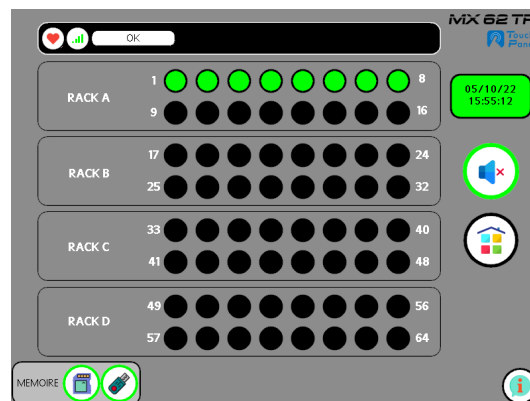 MX 62 TP
Touch
Panel
OK
05/10/22
15:55:12
RACK A
1 8
9 16
RACK B
17 24
25 32
RACK C
33 40
41 48
RACK D
49 56
57 64
MEMOIRE